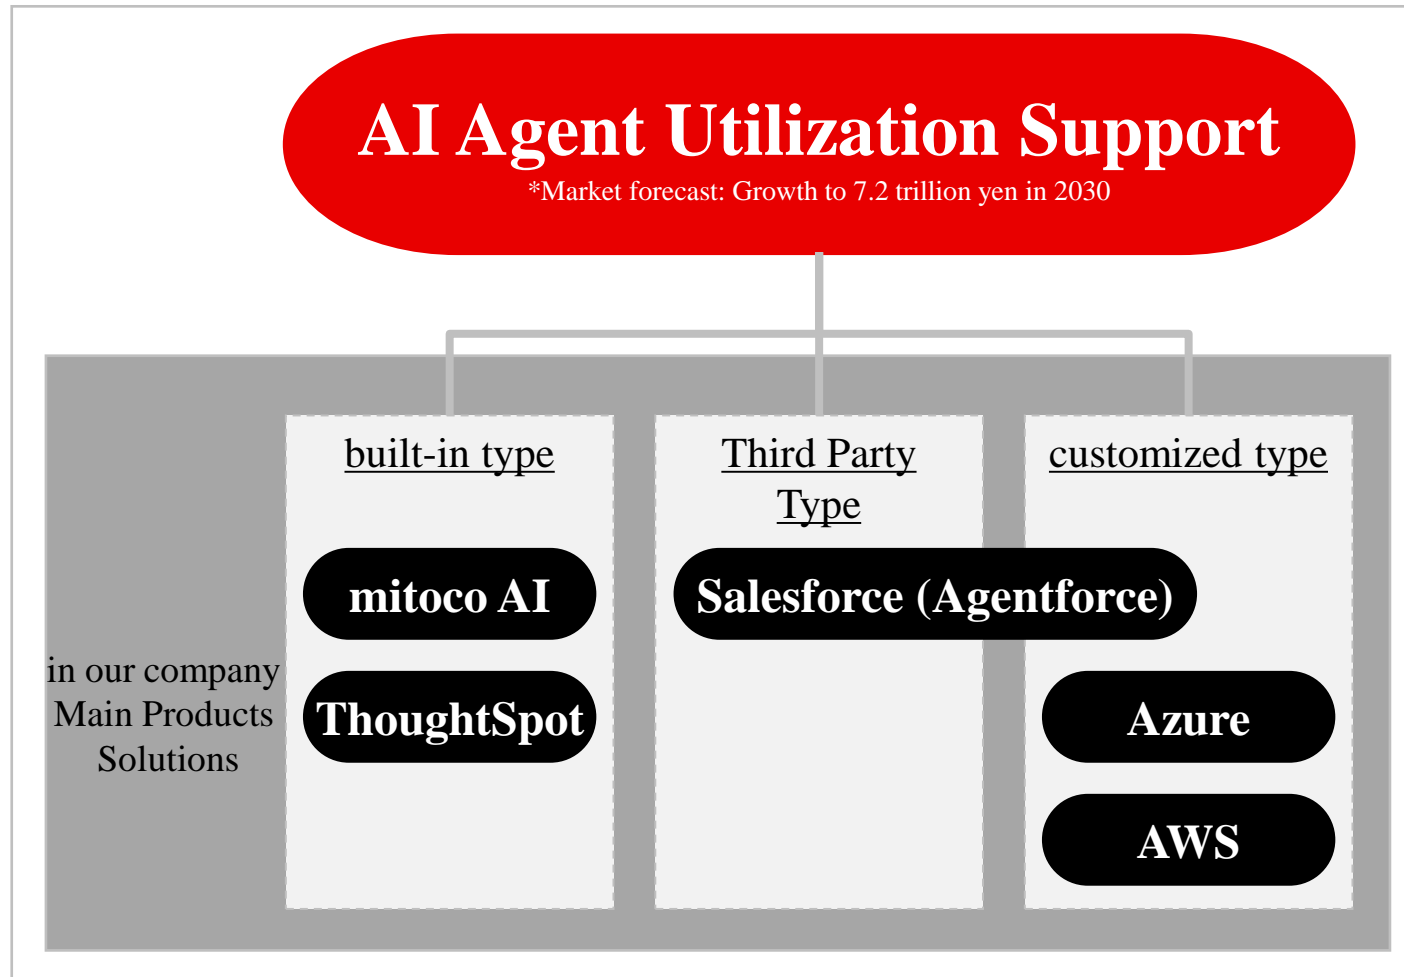 AI Agent Utilization Support
*Market forecast: Growth to 7.2 trillion yen in 2030
built-in type
Third Party
Type
customized type
mitoco AI
Salesforce (Agentforce)
in our company
Main Products
Solutions
ThoughtSpot
Azure
AWS